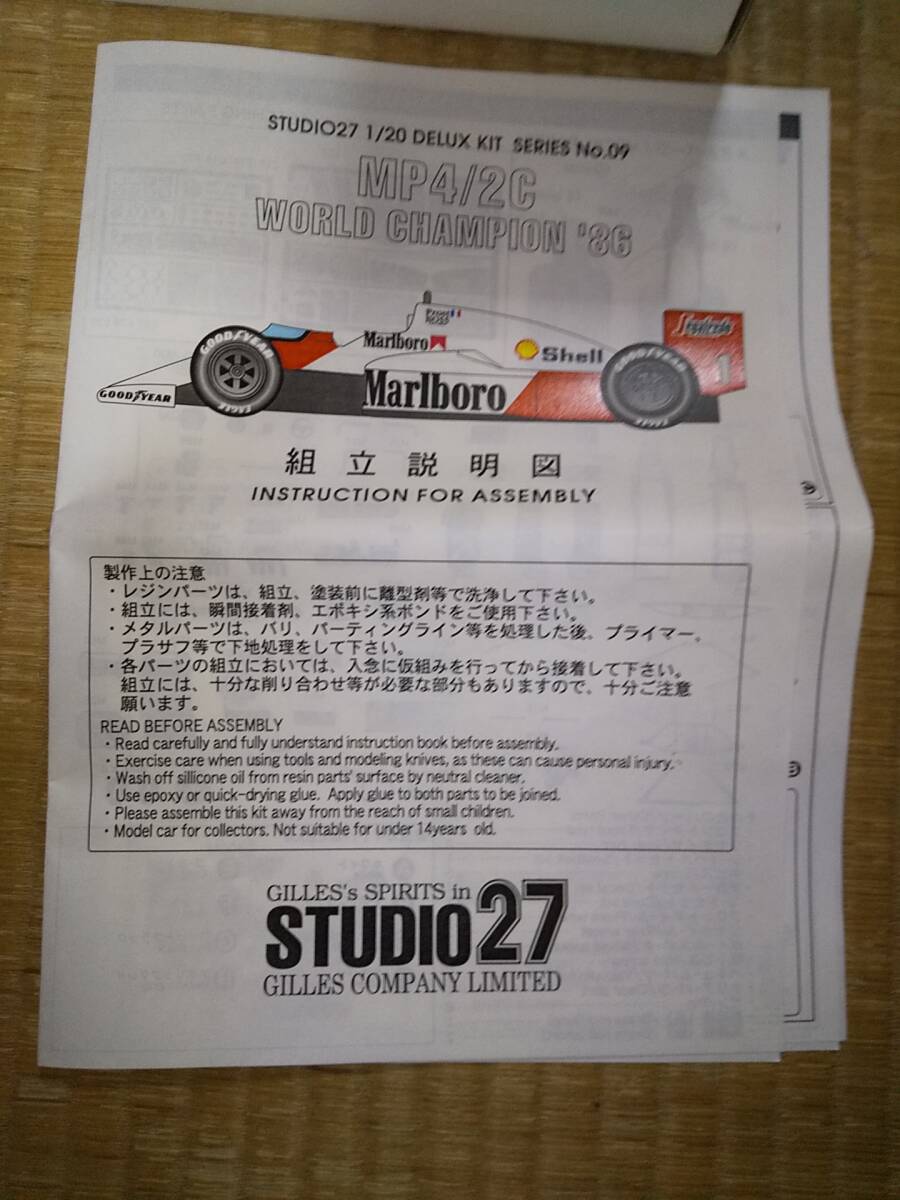 STUDIO27 1/20 DELUX KIT SERIES No.09
MP4/2C
WORLD CHAMPION '86
GOODYEAR
EAGLE
GOODYEAR
Marlboro
Marlboro
Shell
GOODYEAR
EAGLE
1
組立説明図
INSTRUCTION FOR ASSEMBLY
製作上の注意
・レジンパーツは、組立、塗装前に離型剤等で洗浄して下さい。
・組立には、瞬間接着剤、エポキシ系ボンドをご使用下さい。
・メタルパーツは、バリ、パーティングライン等を処理した後、プライマー、
プラサフ等で下地処理をして下さい。
・各パーツの組立においては、入念に仮組みを行ってから接着して下さい。
組立には、十分な削り合わせ等が必要な部分もありますので、十分ご注意
願います。
READ BEFORE ASSEMBLY
・Read carefully and fully understand instruction book before assembly.
・Exercise care when using tools and modeling knives, as these can cause personal injury.
・Wash off sillicone oil from resin parts' surface by neutral cleaner.
・Use epoxy or quick-drying glue. Apply glue to both parts to be joined.
・Please assemble this kit away from the reach of small children.
・Model car for collectors. Not suitable for under 14years old.
GILLES's SPIRITS in
STUDIO27
GILLES COMPANY LIMITED